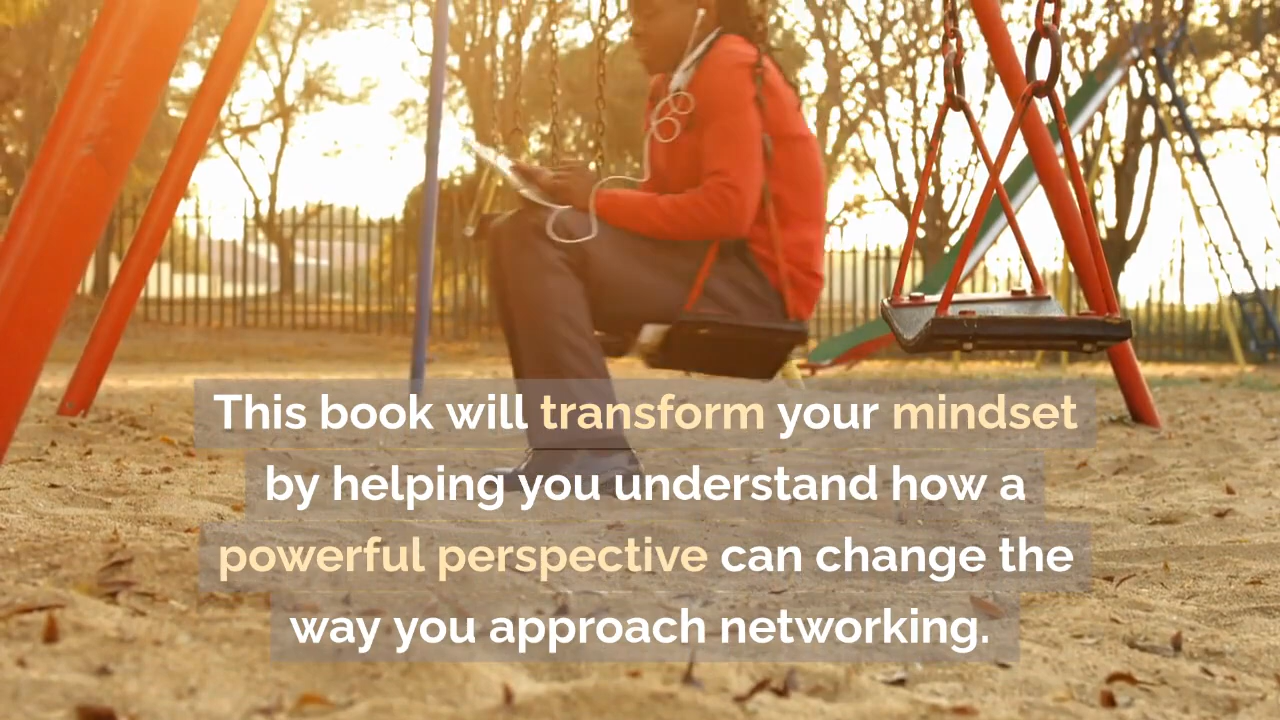 This book will transform your mindset
by helping you understand how a
powerful perspective can change the
way you approach networking.